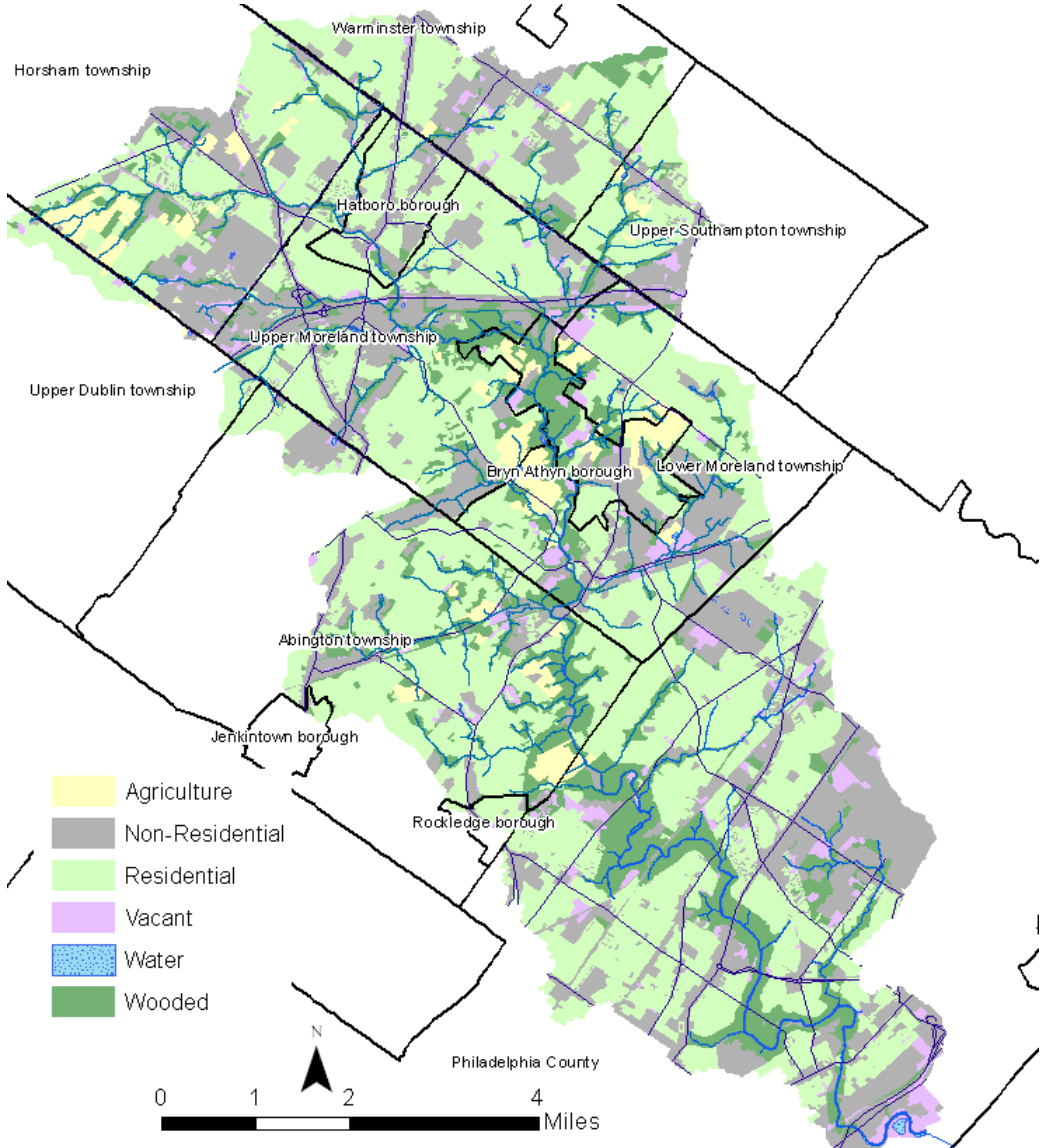 Warminster township
Horsham township
Hatboro borough
Upper Southampton township
Upper Moreland township
Upper Dublin township
Bryn Athyn borough
Lower Moreland township
Abington township
Jenkintown borough
Agriculture
Rockledge borough
Non-Residential
Residential
Vacant
Water
Wooded
N
Philadelphia County
0 1 2 4
Miles